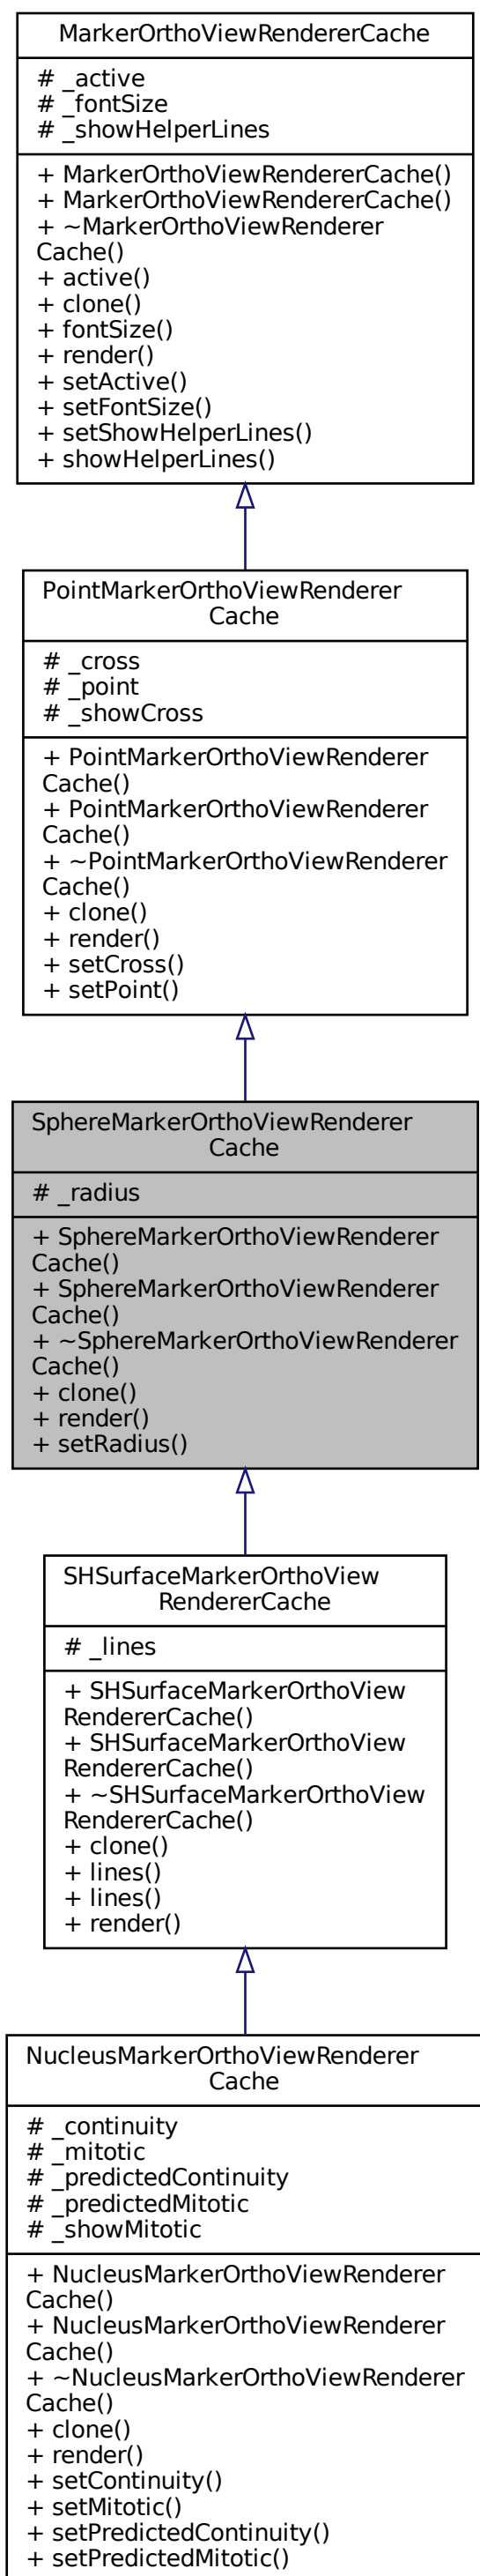 MarkerOrthoViewRendererCache
# _active
# _fontSize
# _showHelperLines
+ MarkerOrthoViewRendererCache()
+ MarkerOrthoViewRendererCache()
+ ~MarkerOrthoViewRenderer
Cache()
+ active()
+ clone()
+ fontSize()
+ render()
+ setActive()
+ setFontSize()
+ setShowHelperLines()
+ showHelperLines()
PointMarkerOrthoViewRenderer
Cache
# _cross
# _point
# _showCross
+ PointMarkerOrthoViewRenderer
Cache()
+ PointMarkerOrthoViewRenderer
Cache()
+ ~PointMarkerOrthoViewRenderer
Cache()
+ clone()
+ render()
+ setCross()
+ setPoint()
SphereMarkerOrthoViewRenderer
Cache
# _radius
+ SphereMarkerOrthoViewRenderer
Cache()
+ SphereMarkerOrthoViewRenderer
Cache()
+ ~SphereMarkerOrthoViewRenderer
Cache()
+ clone()
+ render()
+ setRadius()
SHSurfaceMarkerOrthoView
RendererCache
# _lines
+ SHSurfaceMarkerOrthoView
RendererCache()
+ SHSurfaceMarkerOrthoView
RendererCache()
+ ~SHSurfaceMarkerOrthoView
RendererCache()
+ clone()
+ lines()
+ lines()
+ render()
NucleusMarkerOrthoViewRenderer
Cache
# _continuity
# _mitotic
# _predictedContinuity
# _predictedMitotic
# _showMitotic
+ NucleusMarkerOrthoViewRenderer
Cache()
+ NucleusMarkerOrthoViewRenderer
Cache()
+ ~NucleusMarkerOrthoViewRenderer
Cache()
+ clone()
+ render()
+ setContinuity()
+ setMitotic()
+ setPredictedContinuity()
+ setPredictedMitotic()